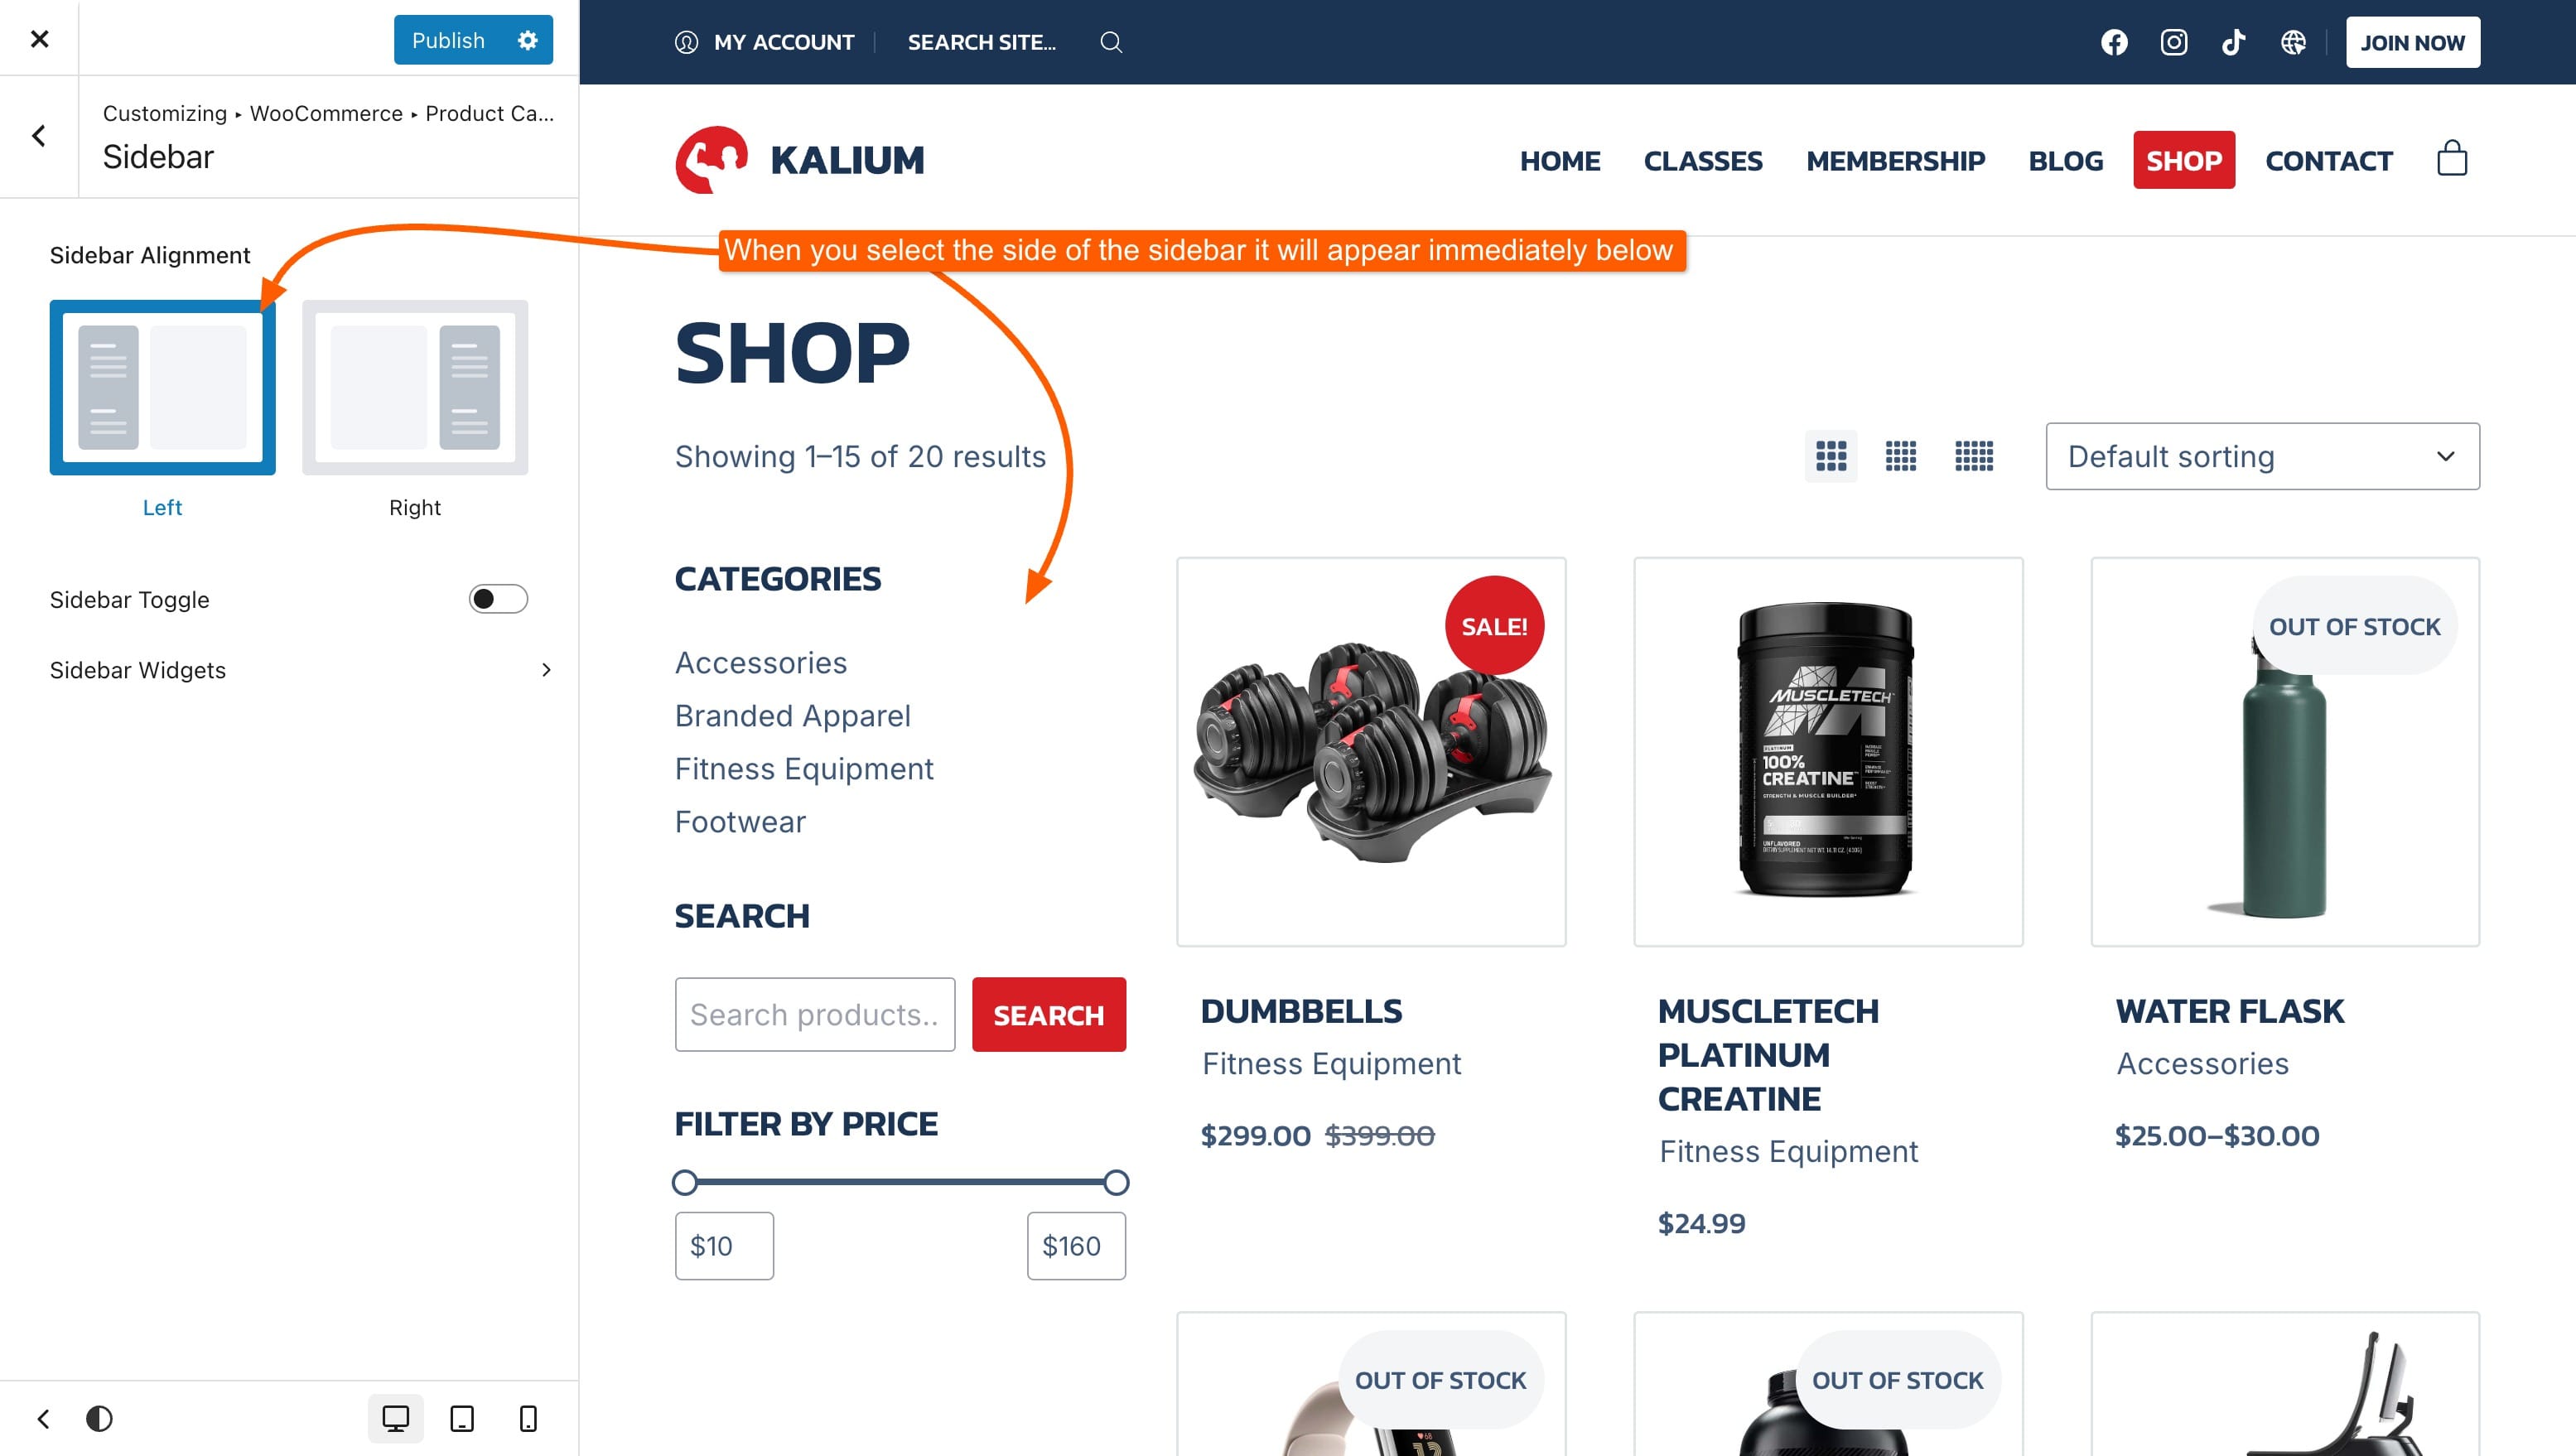 Publish
Customizing ▸ WooCommerce ▸ Product Ca...
Sidebar
Sidebar Alignment
Left
Right
Sidebar Toggle
Sidebar Widgets
MY ACCOUNT
SEARCH SITE...
JOIN NOW
KALIUM
HOME
CLASSES
MEMBERSHIP
BLOG
SHOP
CONTACT
When you select the side of the sidebar it will appear immediately below
SHOP
Showing 1–15 of 20 results
Default sorting
CATEGORIES
Accessories
Branded Apparel
Fitness Equipment
Footwear
SEARCH
Search products..
SEARCH
FILTER BY PRICE
$10
$160
SALE!
DUMBBELLS
Fitness Equipment
$299.00 $399.00
MUSCLETECH
PLATINUM
100%
CREATINE
STRENGTH & MUSCLE BUILDER
UNFLAVORED
MUSCLETECH
PLATINUM
CREATINE
Fitness Equipment
$24.99
OUT OF STOCK
WATER FLASK
Accessories
$25.00–$30.00
OUT OF STOCK
OUT OF STOCK